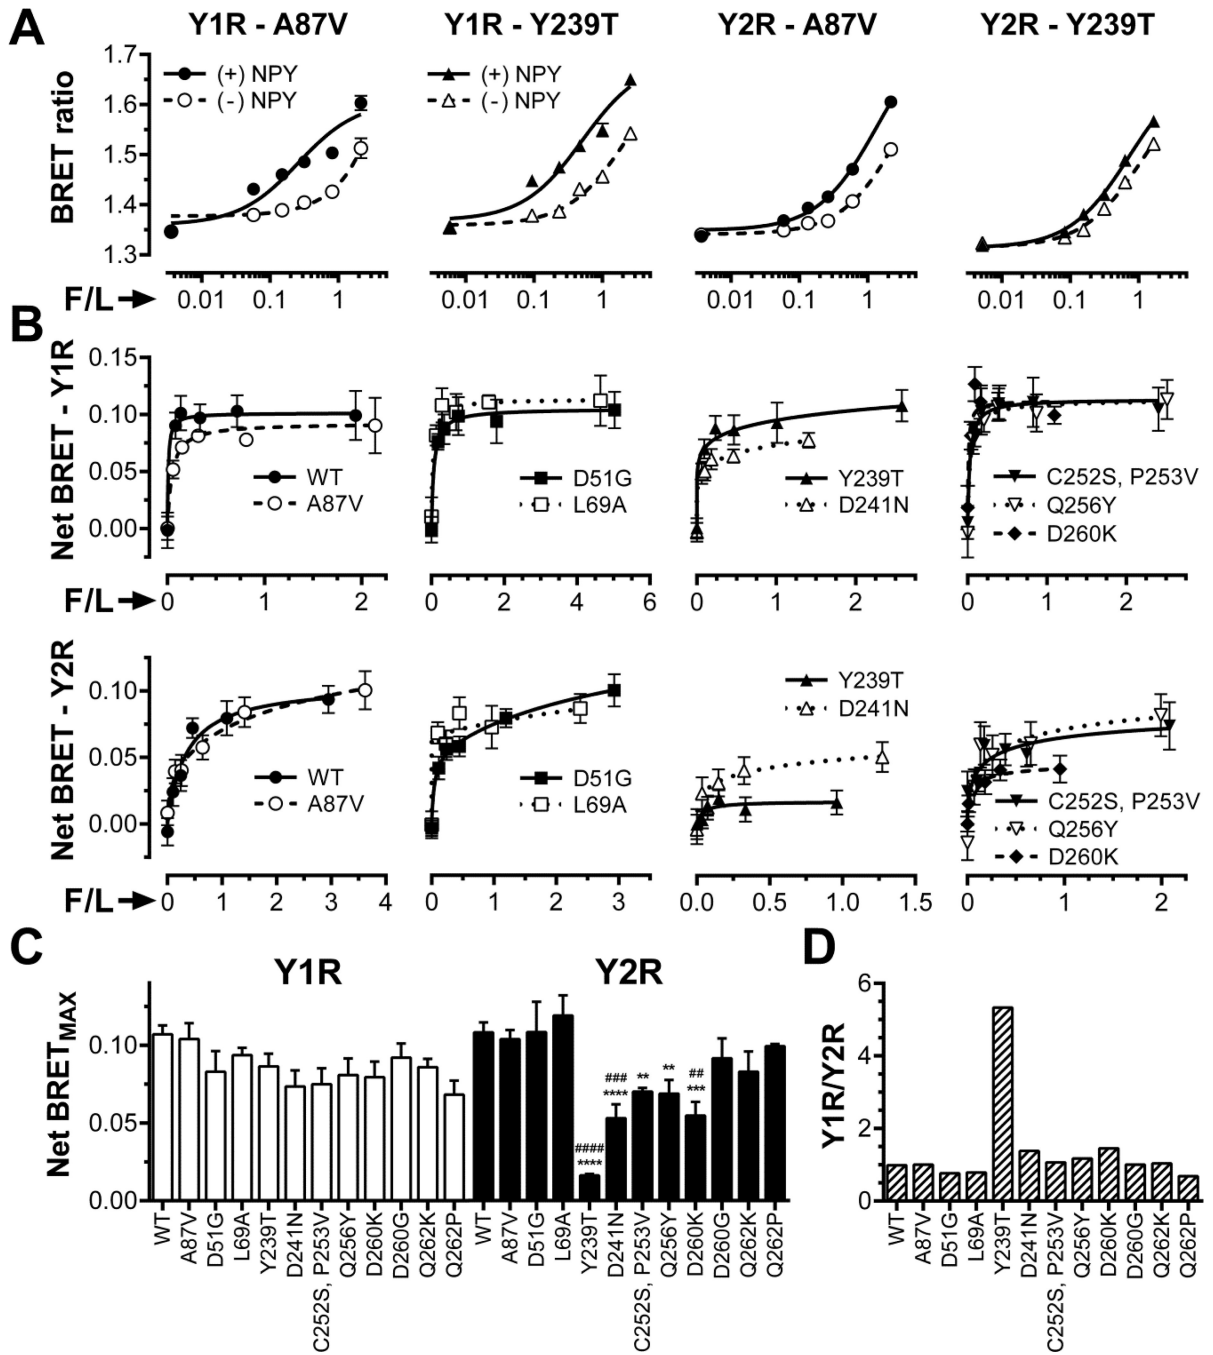 A
Y1R - A87V
Y1R - Y239T
Y2R - A87V
Y2R - Y239T
BRET ratio
1.7
1.6
1.5
1.4
1.3
(+) NPY
(-) NPY
(+) NPY
(-) NPY
F/L
0.01 0.1 1
0.01 0.1 1
0.01 0.1 1
0.01 0.1 1
B
Net BRET - Y1R
0.15
0.10
0.05
0.00
WT
A87V
D51G
L69A
Y239T
D241N
C252S, P253V
Q256Y
D260K
F/L
0 1 2
0 2 4 6
0 1 2
0 1 2
Net BRET - Y2R
0.10
0.05
0.00
WT
A87V
D51G
L69A
Y239T
D241N
C252S, P253V
Q256Y
D260K
F/L
0 1 2 3 4
0 1 2 3
0.0 0.5 1.0 1.5
0 1 2
C
Y1R
Y2R
Net BRETMAX
0.10
0.05
0.00
####
****
###
****
**
**
##
***
WT
A87V
D51G
L69A
Y239T
D241N
C252S, P253V
Q256Y
D260K
D260G
Q262K
Q262P
WT
A87V
D51G
L69A
Y239T
D241N
C252S, P253V
Q256Y
D260K
D260G
Q262K
Q262P
D
Y1R/Y2R
6
4
2
0
WT
A87V
D51G
L69A
Y239T
D241N
C252S, P253V
Q256Y
D260K
D260G
Q262K
Q262P